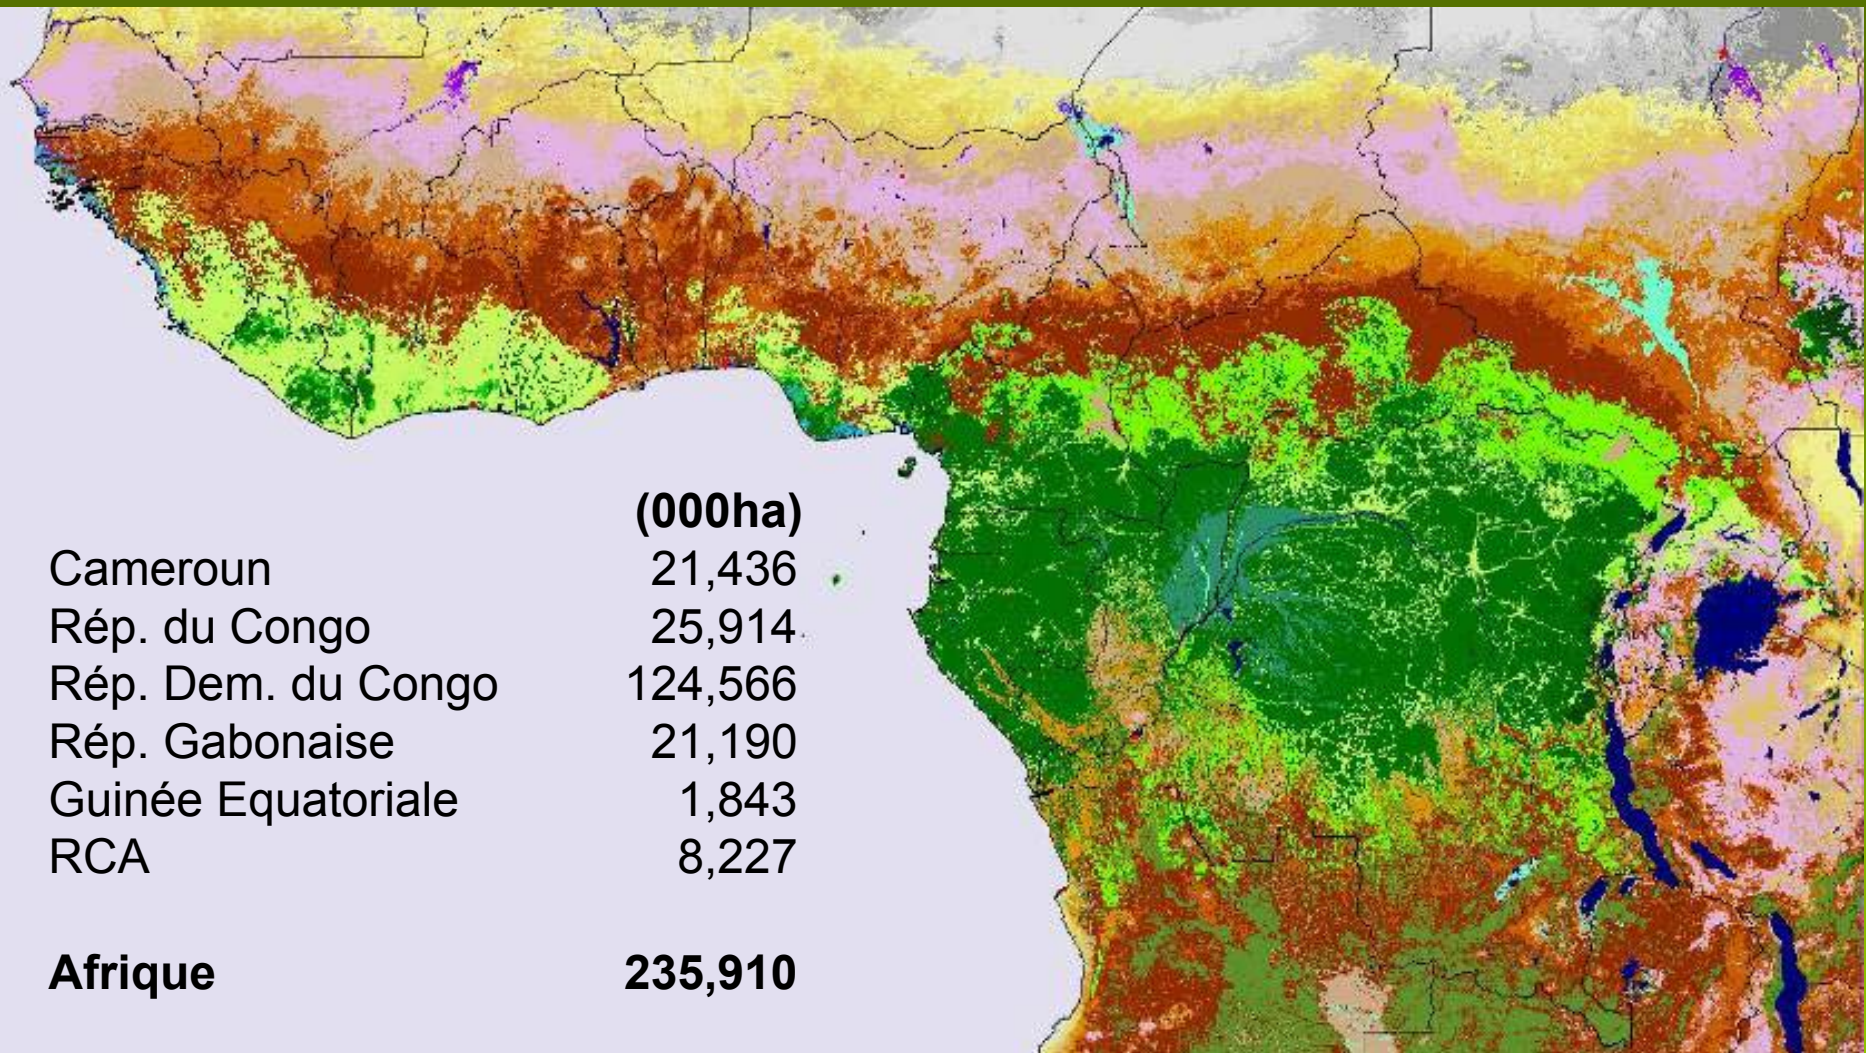 (000ha)
Cameroun 21,436
Rép. du Congo 25,914
Rép. Dem. du Congo 124,566
Rép. Gabonaise 21,190
Guinée Equatoriale 1,843
RCA 8,227
Afrique 235,910